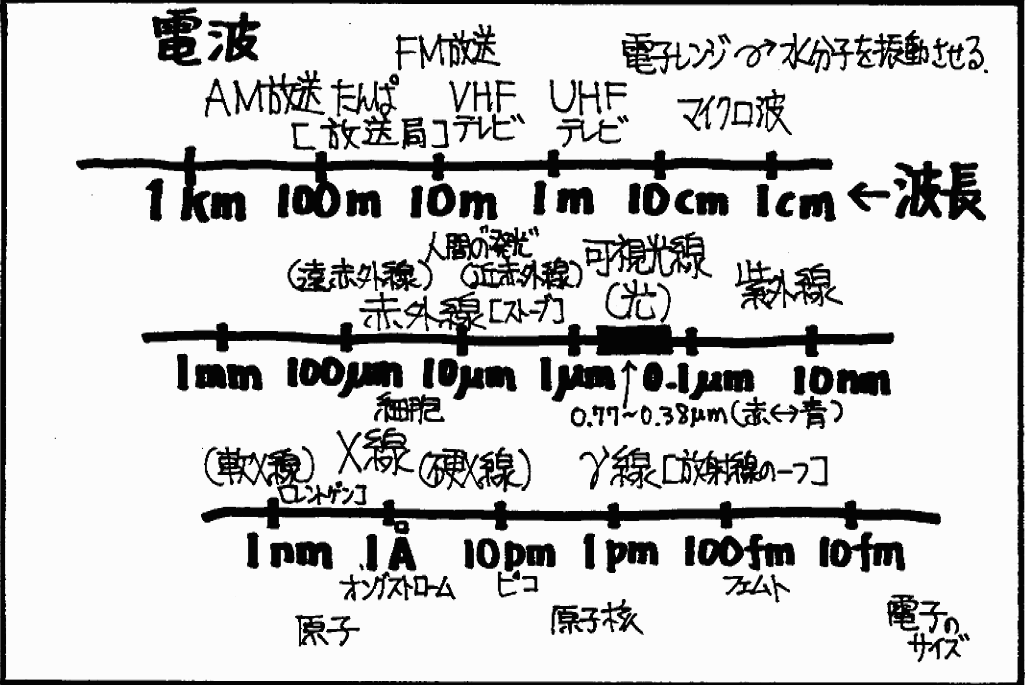 電波
FM放送
電子レンジ〜→水分子を振動させる.
AM放送 たんぱ VHF UHF マイクロ波
[放送局] テレビ テレビ
1km 100m 10m 1m 10cm 1cm ←波長
人間の"発光"
(遠赤外線) (近赤外線) 可視光線 紫外線
赤外線[ストーブ] (光)
1mm 100μm 10μm 1μm 0.1μm 10nm
細胞 0.77~0.38μm(赤↔青)
(軟X線) X線 (硬X線) γ線[放射線の一つ]
[レントゲン]
1nm 1Å 10pm 1pm 100fm 10fm
オングストローム ピコ フェムト
原子 原子核 電子の
サイズ